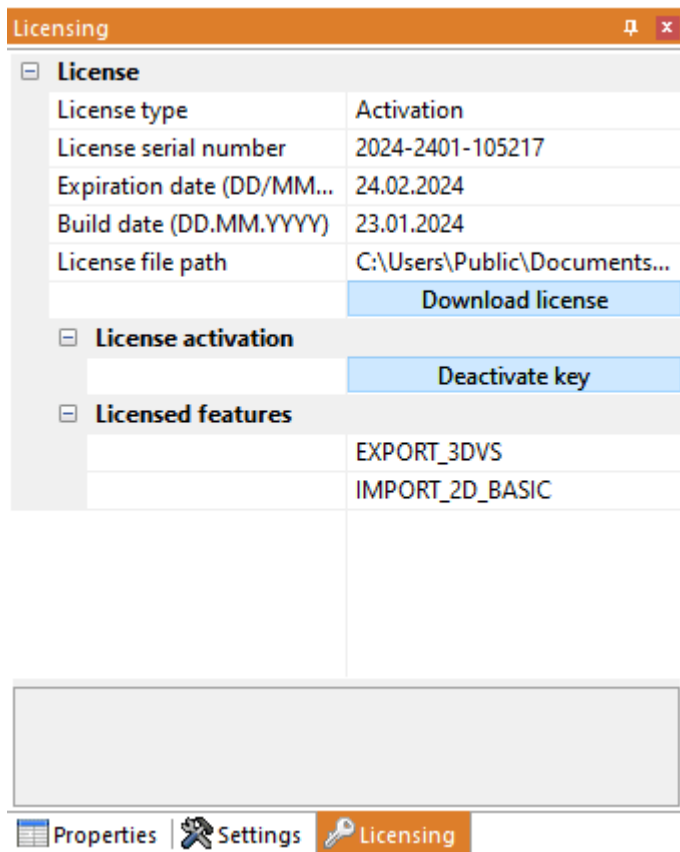 Licensing
License
License type Activation
License serial number 2024-2401-105217
Expiration date (DD/MM... 24.02.2024
Build date (DD.MM.YYYY) 23.01.2024
License file path C:\Users\Public\Documents...
Download license
License activation
Deactivate key
Licensed features
EXPORT_3DVS
IMPORT_2D_BASIC
Properties Settings Licensing